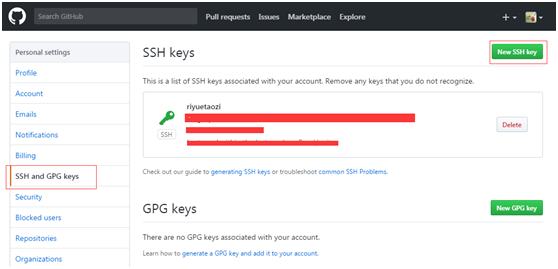 Search GitHub
Pull requests Issues Marketplace Explore
Personal settings
Profile
Account
Emails
Notifications
Billing
SSH and GPG keys
Security
Blocked users
Repositories
Organizations
SSH keys
New SSH key
This is a list of SSH keys associated with your account. Remove any keys that you do not recognize.
riyuetaozi
SSH
Delete
Check out our guide to generating SSH keys or troubleshoot common SSH Problems.
GPG keys
New GPG key
There are no GPG keys associated with your account.
Learn how to generate a GPG key and add it to your account.